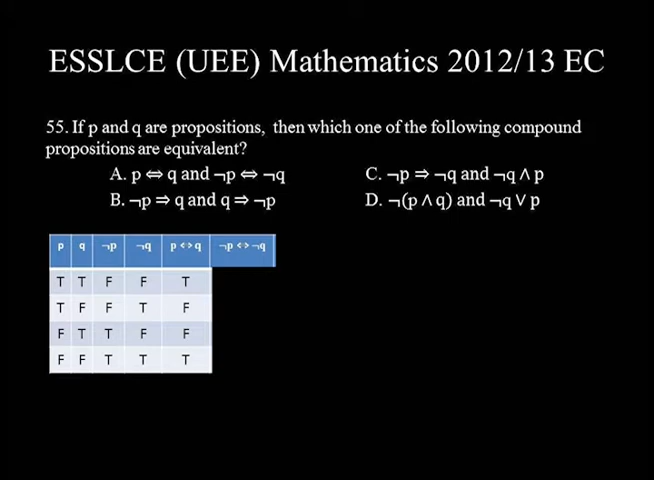 ESSLCE (UEE) Mathematics 2012/13 EC
55. If p and q are propositions, then which one of the following compound
propositions are equivalent?
A. p ⇔ q and ¬p ⇔ ¬q
C. ¬p ⇒ ¬q and ¬q ∧ p
B. ¬p ⇒ q and q ⇒ ¬p
D. ¬(p ∧ q) and ¬q ∨ p
p q ¬p ¬q p <=> q ¬p <=> ¬q
T T F F T
T F F T F
F T T F F
F F T T T